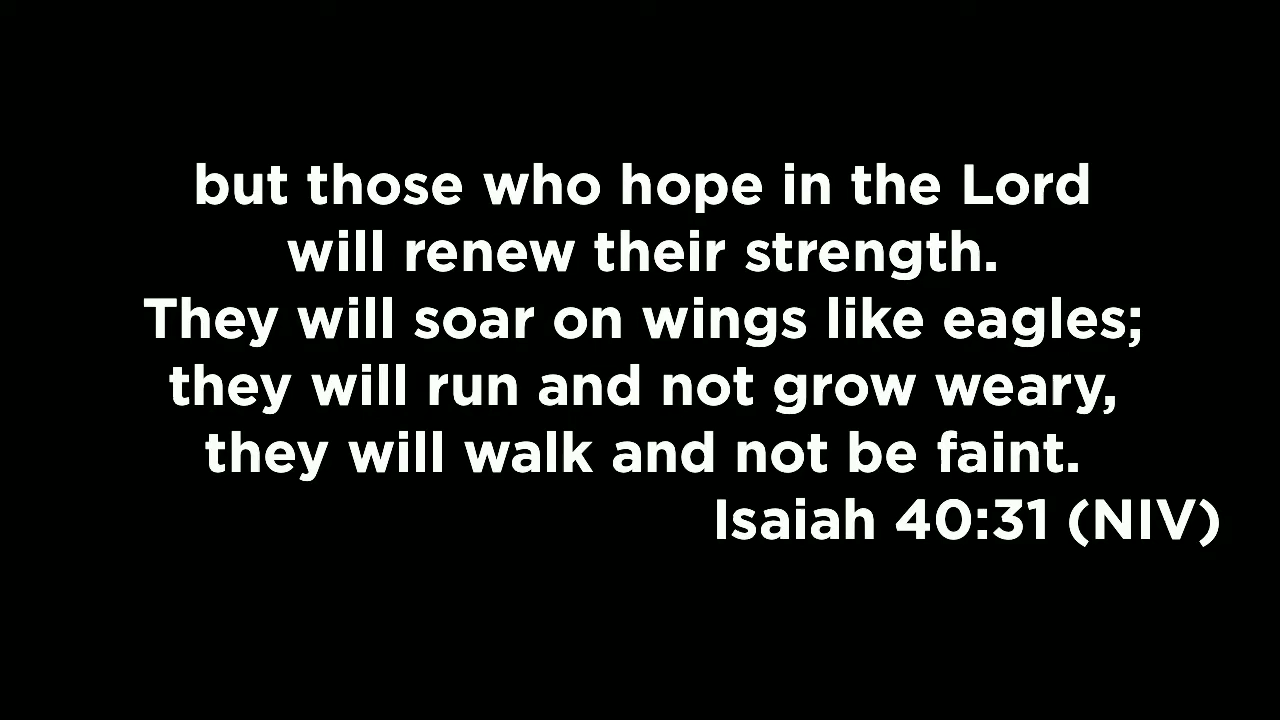 but those who hope in the Lord
will renew their strength.
They will soar on wings like eagles;
they will run and not grow weary,
they will walk and not be faint.
Isaiah 40:31 (NIV)